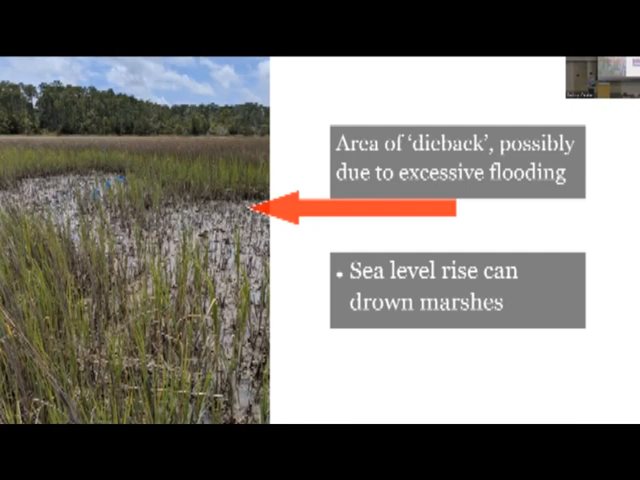 Area of ‘dieback’, possibly
due to excessive flooding
• Sea level rise can
drown marshes